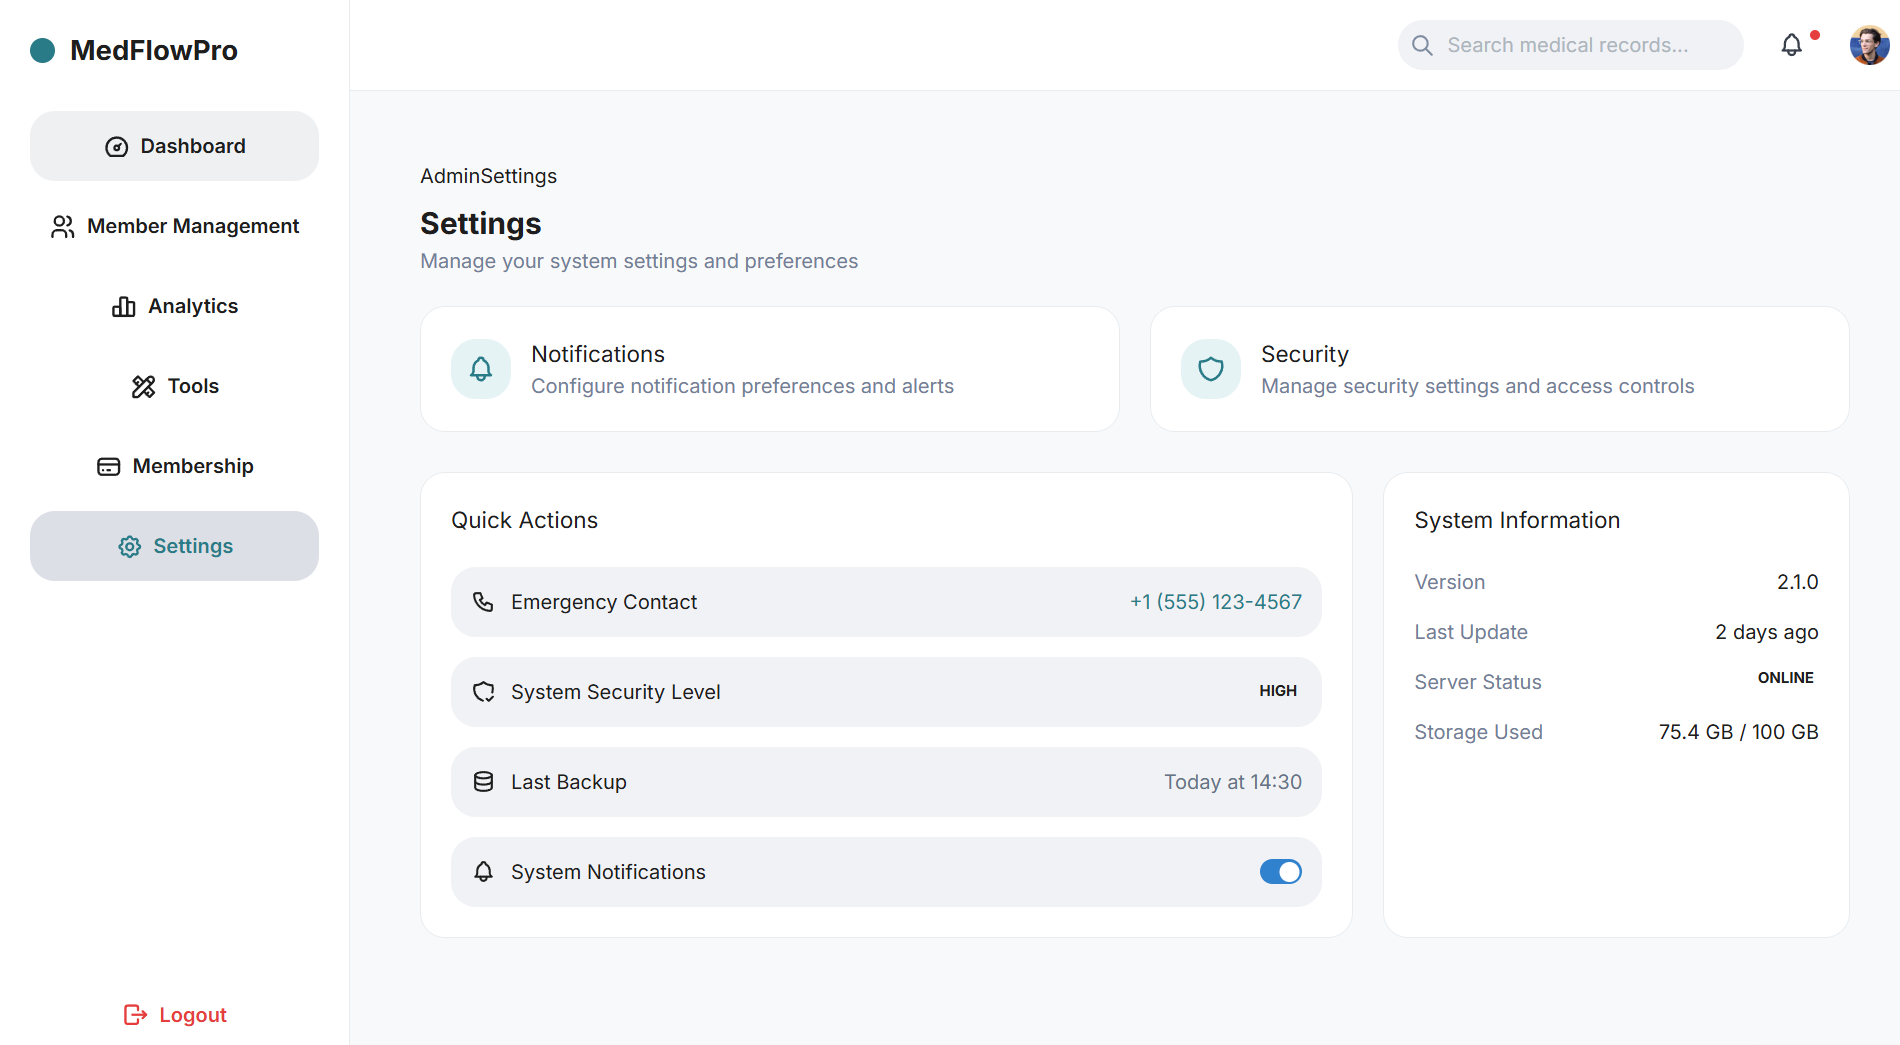 MedFlowPro
Search medical records...
Dashboard
Member Management
Analytics
Tools
Membership
Settings
Logout
AdminSettings
Settings
Manage your system settings and preferences
Notifications
Configure notification preferences and alerts
Security
Manage security settings and access controls
Quick Actions
Emergency Contact +1 (555) 123-4567
System Security Level HIGH
Last Backup Today at 14:30
System Notifications
System Information
Version 2.1.0
Last Update 2 days ago
Server Status ONLINE
Storage Used 75.4 GB / 100 GB